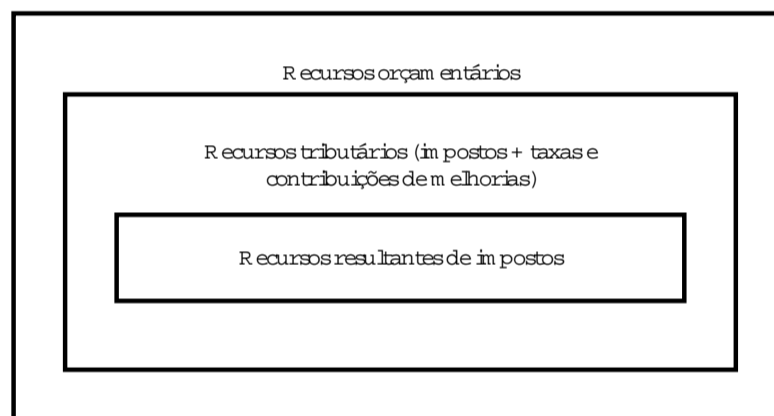 Recursos orçamentários
Recursos tributários (impostos + taxas e
contribuições de melhorias)
Recursos resultantes de impostos